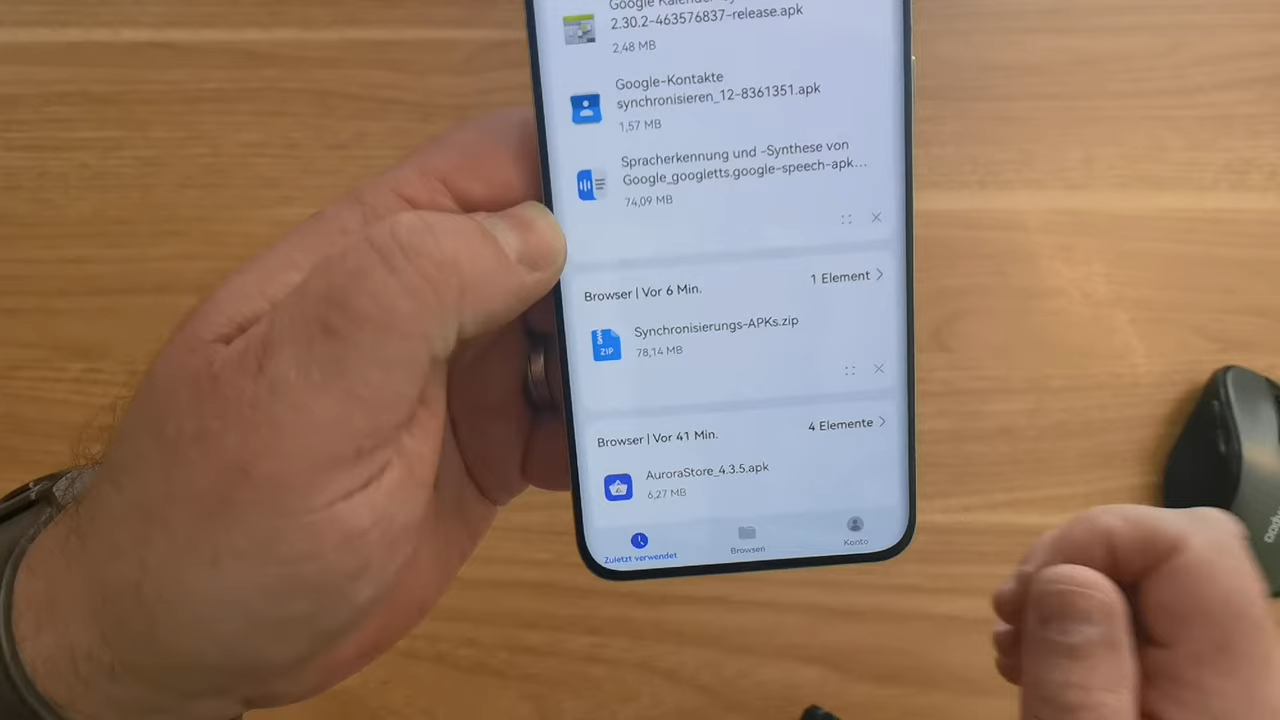 Google Kalender-
2.30.2-463576837-release.apk
2,48 MB
Google-Kontakte
synchronisieren_12-8361351.apk
1,57 MB
Spracherkennung und -Synthese von
Google_googletts.google-speech-apk...
74,09 MB
Browser | Vor 6 Min.
1 Element
Synchronisierungs-APKs.zip
ZIP
78,14 MB
Browser | Vor 41 Min.
4 Elemente
AuroraStore_4.3.5.apk
6,27 MB
Zuletzt verwendet
Browsen
Konto